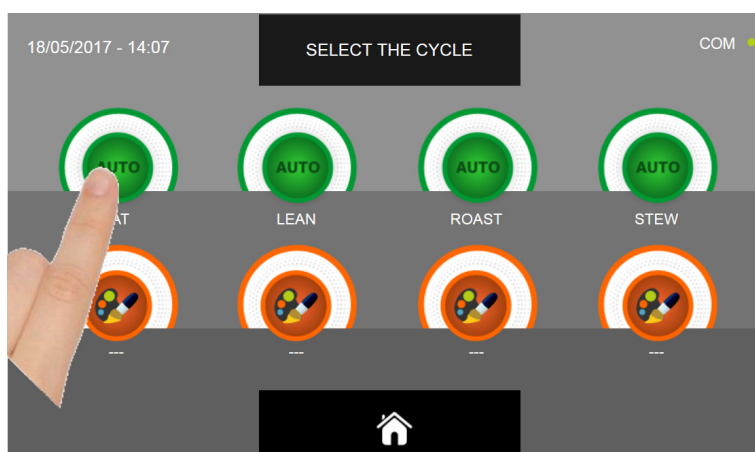 18/05/2017 - 14:07
SELECT THE CYCLE
COM
AUTO
AUTO
AUTO
AUTO
LEAN
ROAST
STEW
---
---
---
---